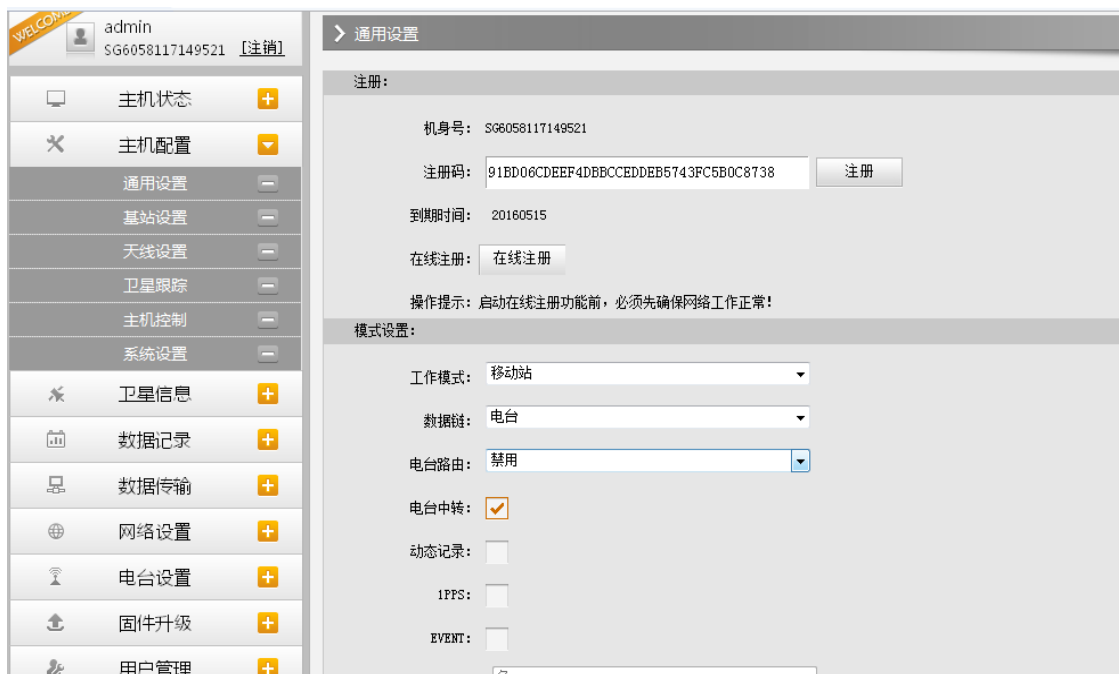 WELCOME
admin
SG6058117149521 [注销]
主机状态
主机配置
通用设置
基站设置
天线设置
卫星跟踪
主机控制
系统设置
卫星信息
数据记录
数据传输
网络设置
电台设置
固件升级
用户管理
通用设置
注册:
机身号: SG6058117149521
注册码: 91BD06CDEEF4DBBCCEDDEB5743FC5B0C8738 注册
到期时间: 20160515
在线注册: 在线注册
操作提示: 启动在线注册功能前，必须先确保网络工作正常!
模式设置:
工作模式: 移动站
数据链: 电台
电台路由: 禁用
电台中转:
动态记录:
1PPS:
EVENT: